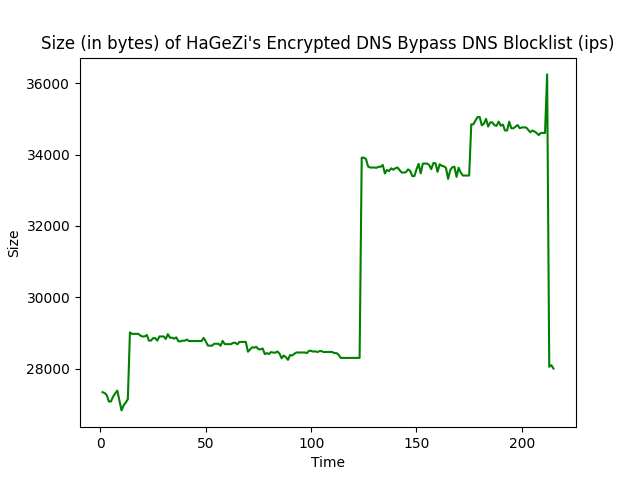 Size (in bytes) of HaGeZi's Encrypted DNS Bypass DNS Blocklist (ips)
36000
34000
32000
30000
28000
Size
0 50 100 150 200
Time